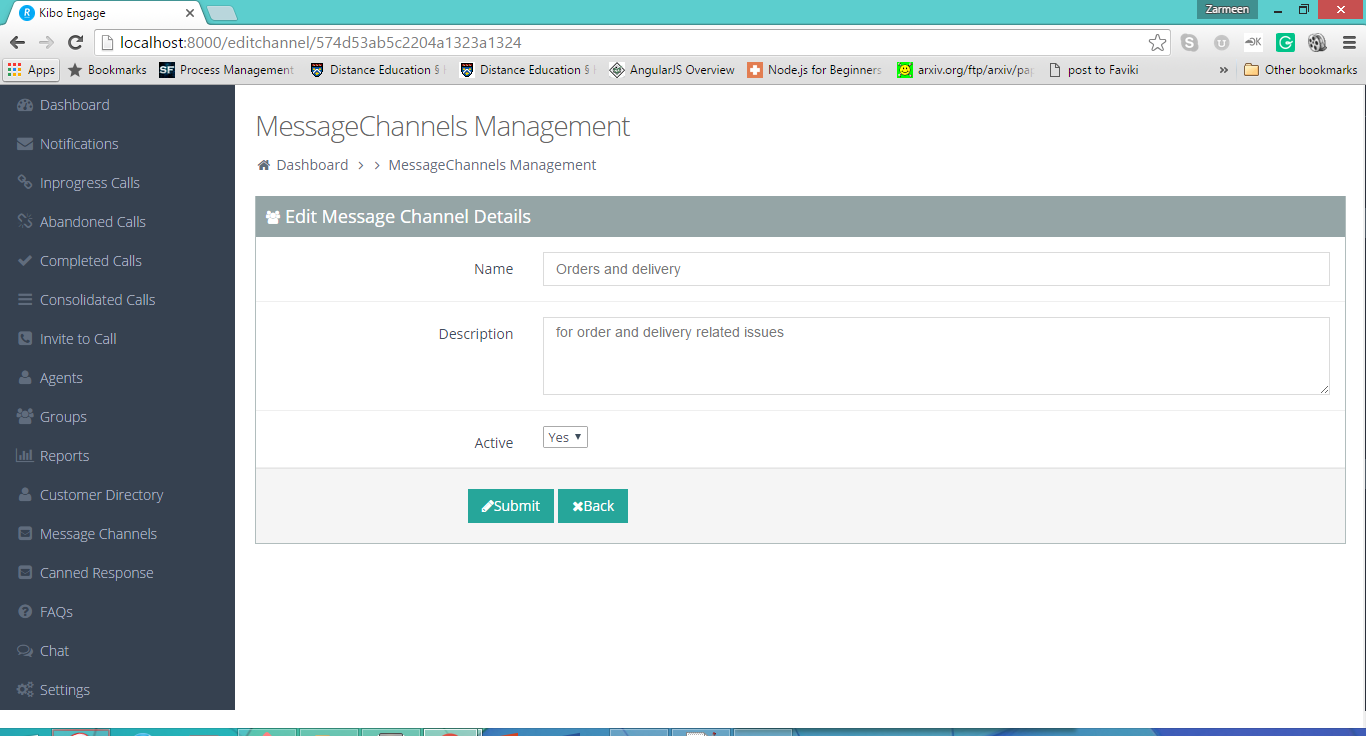 Kibo Engage
Zarmeen
localhost:8000/editchannel/574d53ab5c2204a1323a1324
Apps Bookmarks SF Process Management Distance Education § Distance Education § AngularJS Overview Node.js for Beginners arxiv.org/ftp/arxiv/pap post to Faviki » Other bookmarks
Dashboard
Notifications
Inprogress Calls
Abandoned Calls
Completed Calls
Consolidated Calls
Invite to Call
Agents
Groups
Reports
Customer Directory
Message Channels
Canned Response
FAQs
Chat
Settings
MessageChannels Management
Dashboard > > MessageChannels Management
Edit Message Channel Details
Name Orders and delivery
Description for order and delivery related issues
Active Yes
Submit Back